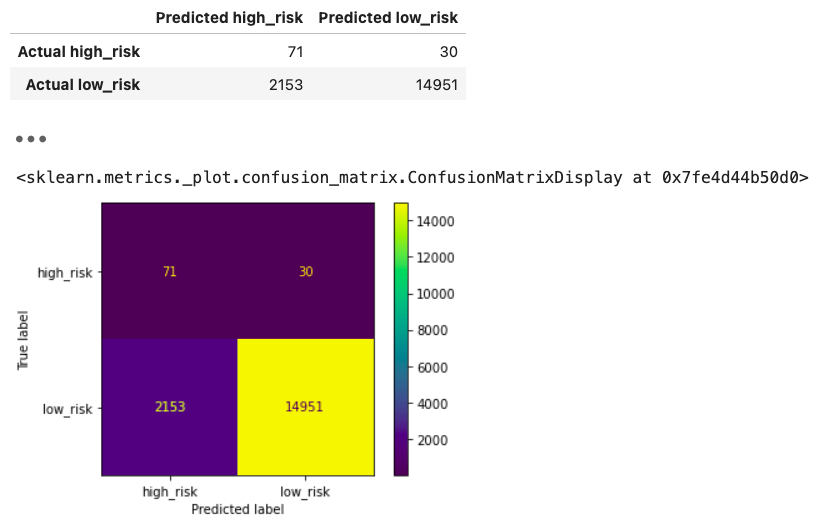 Predicted high_risk Predicted low_risk
Actual high_risk 71 30
Actual low_risk 2153 14951
<sklearn.metrics._plot.confusion_matrix.ConfusionMatrixDisplay at 0x7fe4d44b50d0>
14000
high_risk 71 30
12000
10000
True label
8000
6000
low_risk 2153 14951
4000
2000
high_risk low_risk
Predicted label